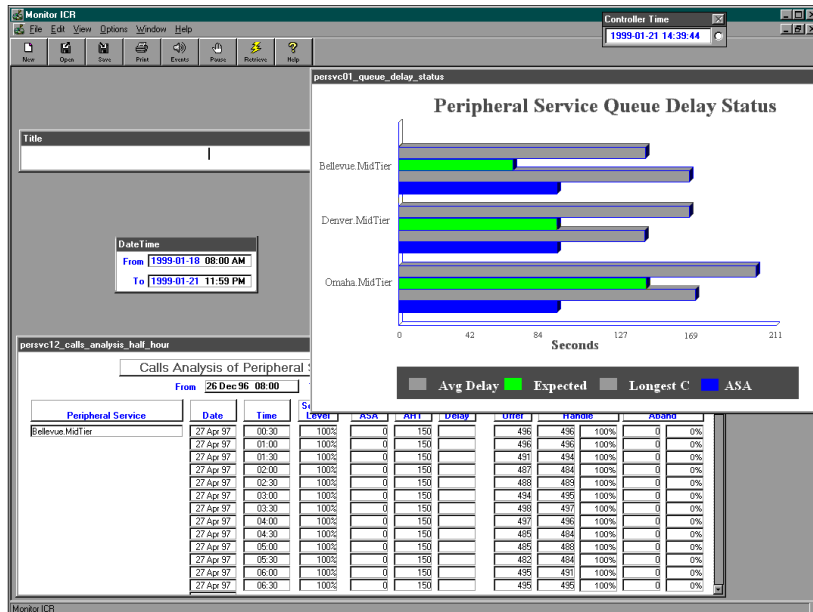 Monitor ICR
File Edit View Options Window Help
Controller Time
1999-01-21 14:39:44
New Open Save Print Events Pause Retrieve Help
persvc01_queue_delay_status
Peripheral Service Queue Delay Status
Bellevue.MidTier
Denver.MidTier
Omaha.MidTier
0 42 84 127 169 211
Seconds
Avg Delay Expected Longest C ASA
Title
DateTime
From 1999-01-18 08:00 AM
To 1999-01-21 11:59 PM
persvc12_calls_analysis_half_hour
Calls Analysis of Peripheral
From 26 Dec 96 08:00
Peripheral Service Date Time Level ASA AHT Delay Offer Handle Aband
Bellevue.MidTier 27 Apr 97 00:30 100% 0 150 496 496 100% 0 0%
27 Apr 97 01:00 100% 0 150 496 496 100% 0 0%
27 Apr 97 01:30 100% 0 150 491 494 100% 0 0%
27 Apr 97 02:00 100% 0 150 487 484 100% 0 0%
27 Apr 97 02:30 100% 0 150 488 489 100% 0 0%
27 Apr 97 03:00 100% 0 150 494 495 100% 0 0%
27 Apr 97 03:30 100% 0 150 498 497 100% 0 0%
27 Apr 97 04:00 100% 0 150 497 496 100% 0 0%
27 Apr 97 04:30 100% 0 150 485 484 100% 0 0%
27 Apr 97 05:00 100% 0 150 485 488 100% 0 0%
27 Apr 97 05:30 100% 0 150 482 484 100% 0 0%
27 Apr 97 06:00 100% 0 150 495 491 100% 0 0%
27 Apr 97 06:30 100% 0 150 495 495 100% 0 0%
Monitor ICR